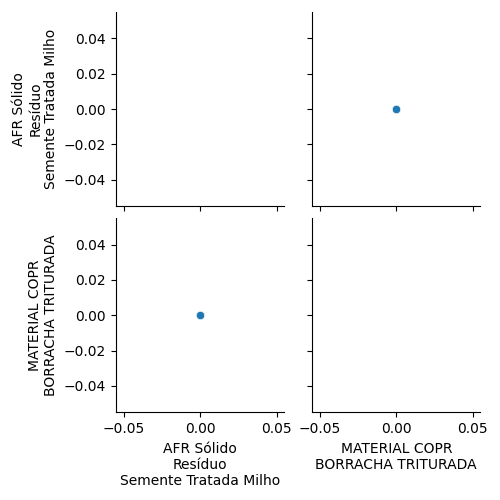 AFR Sólido
Resíduo
Semente Tratada Milho
0.04
0.02
0.00
−0.02
−0.04
MATERIAL COPR
BORRACHA TRITURADA
0.04
0.02
0.00
−0.02
−0.04
−0.05 0.00 0.05
AFR Sólido
Resíduo
Semente Tratada Milho
−0.05 0.00 0.05
MATERIAL COPR
BORRACHA TRITURADA